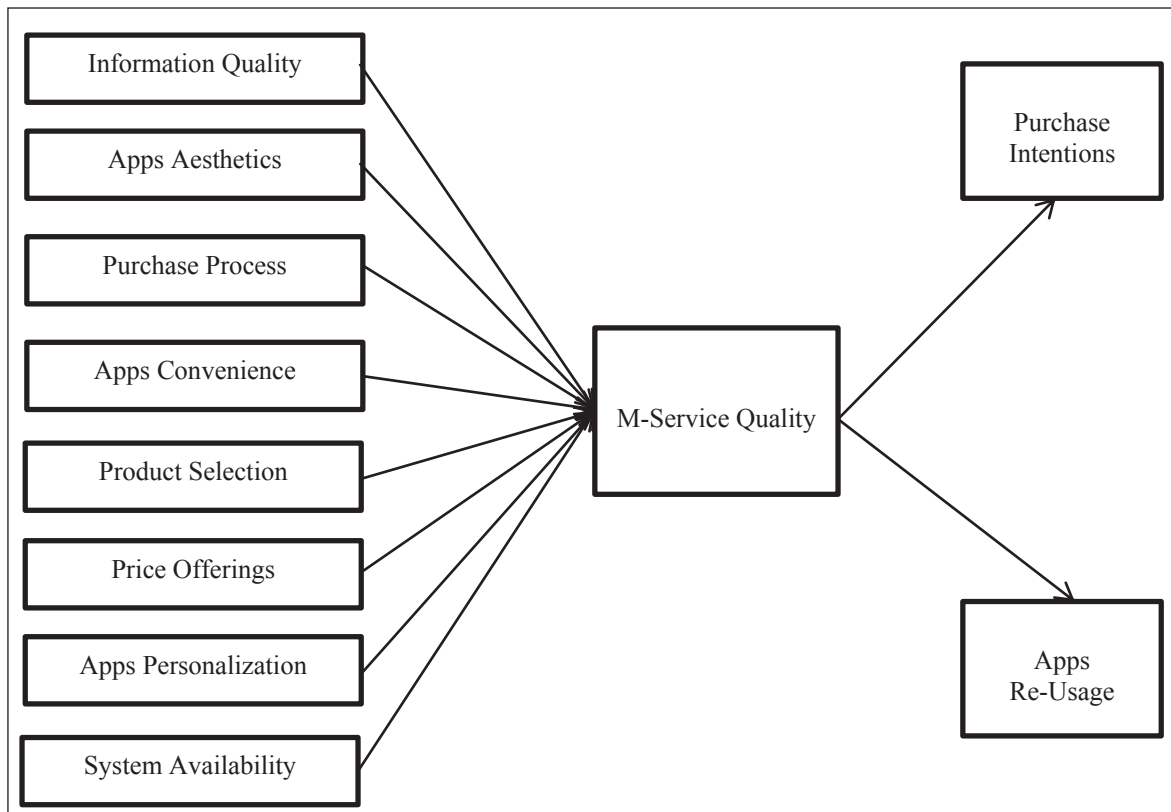 Information Quality
Apps Aesthetics
Purchase Process
Apps Convenience
Product Selection
Price Offerings
Apps Personalization
System Availability
M-Service Quality
Purchase
Intentions
Apps
Re-Usage